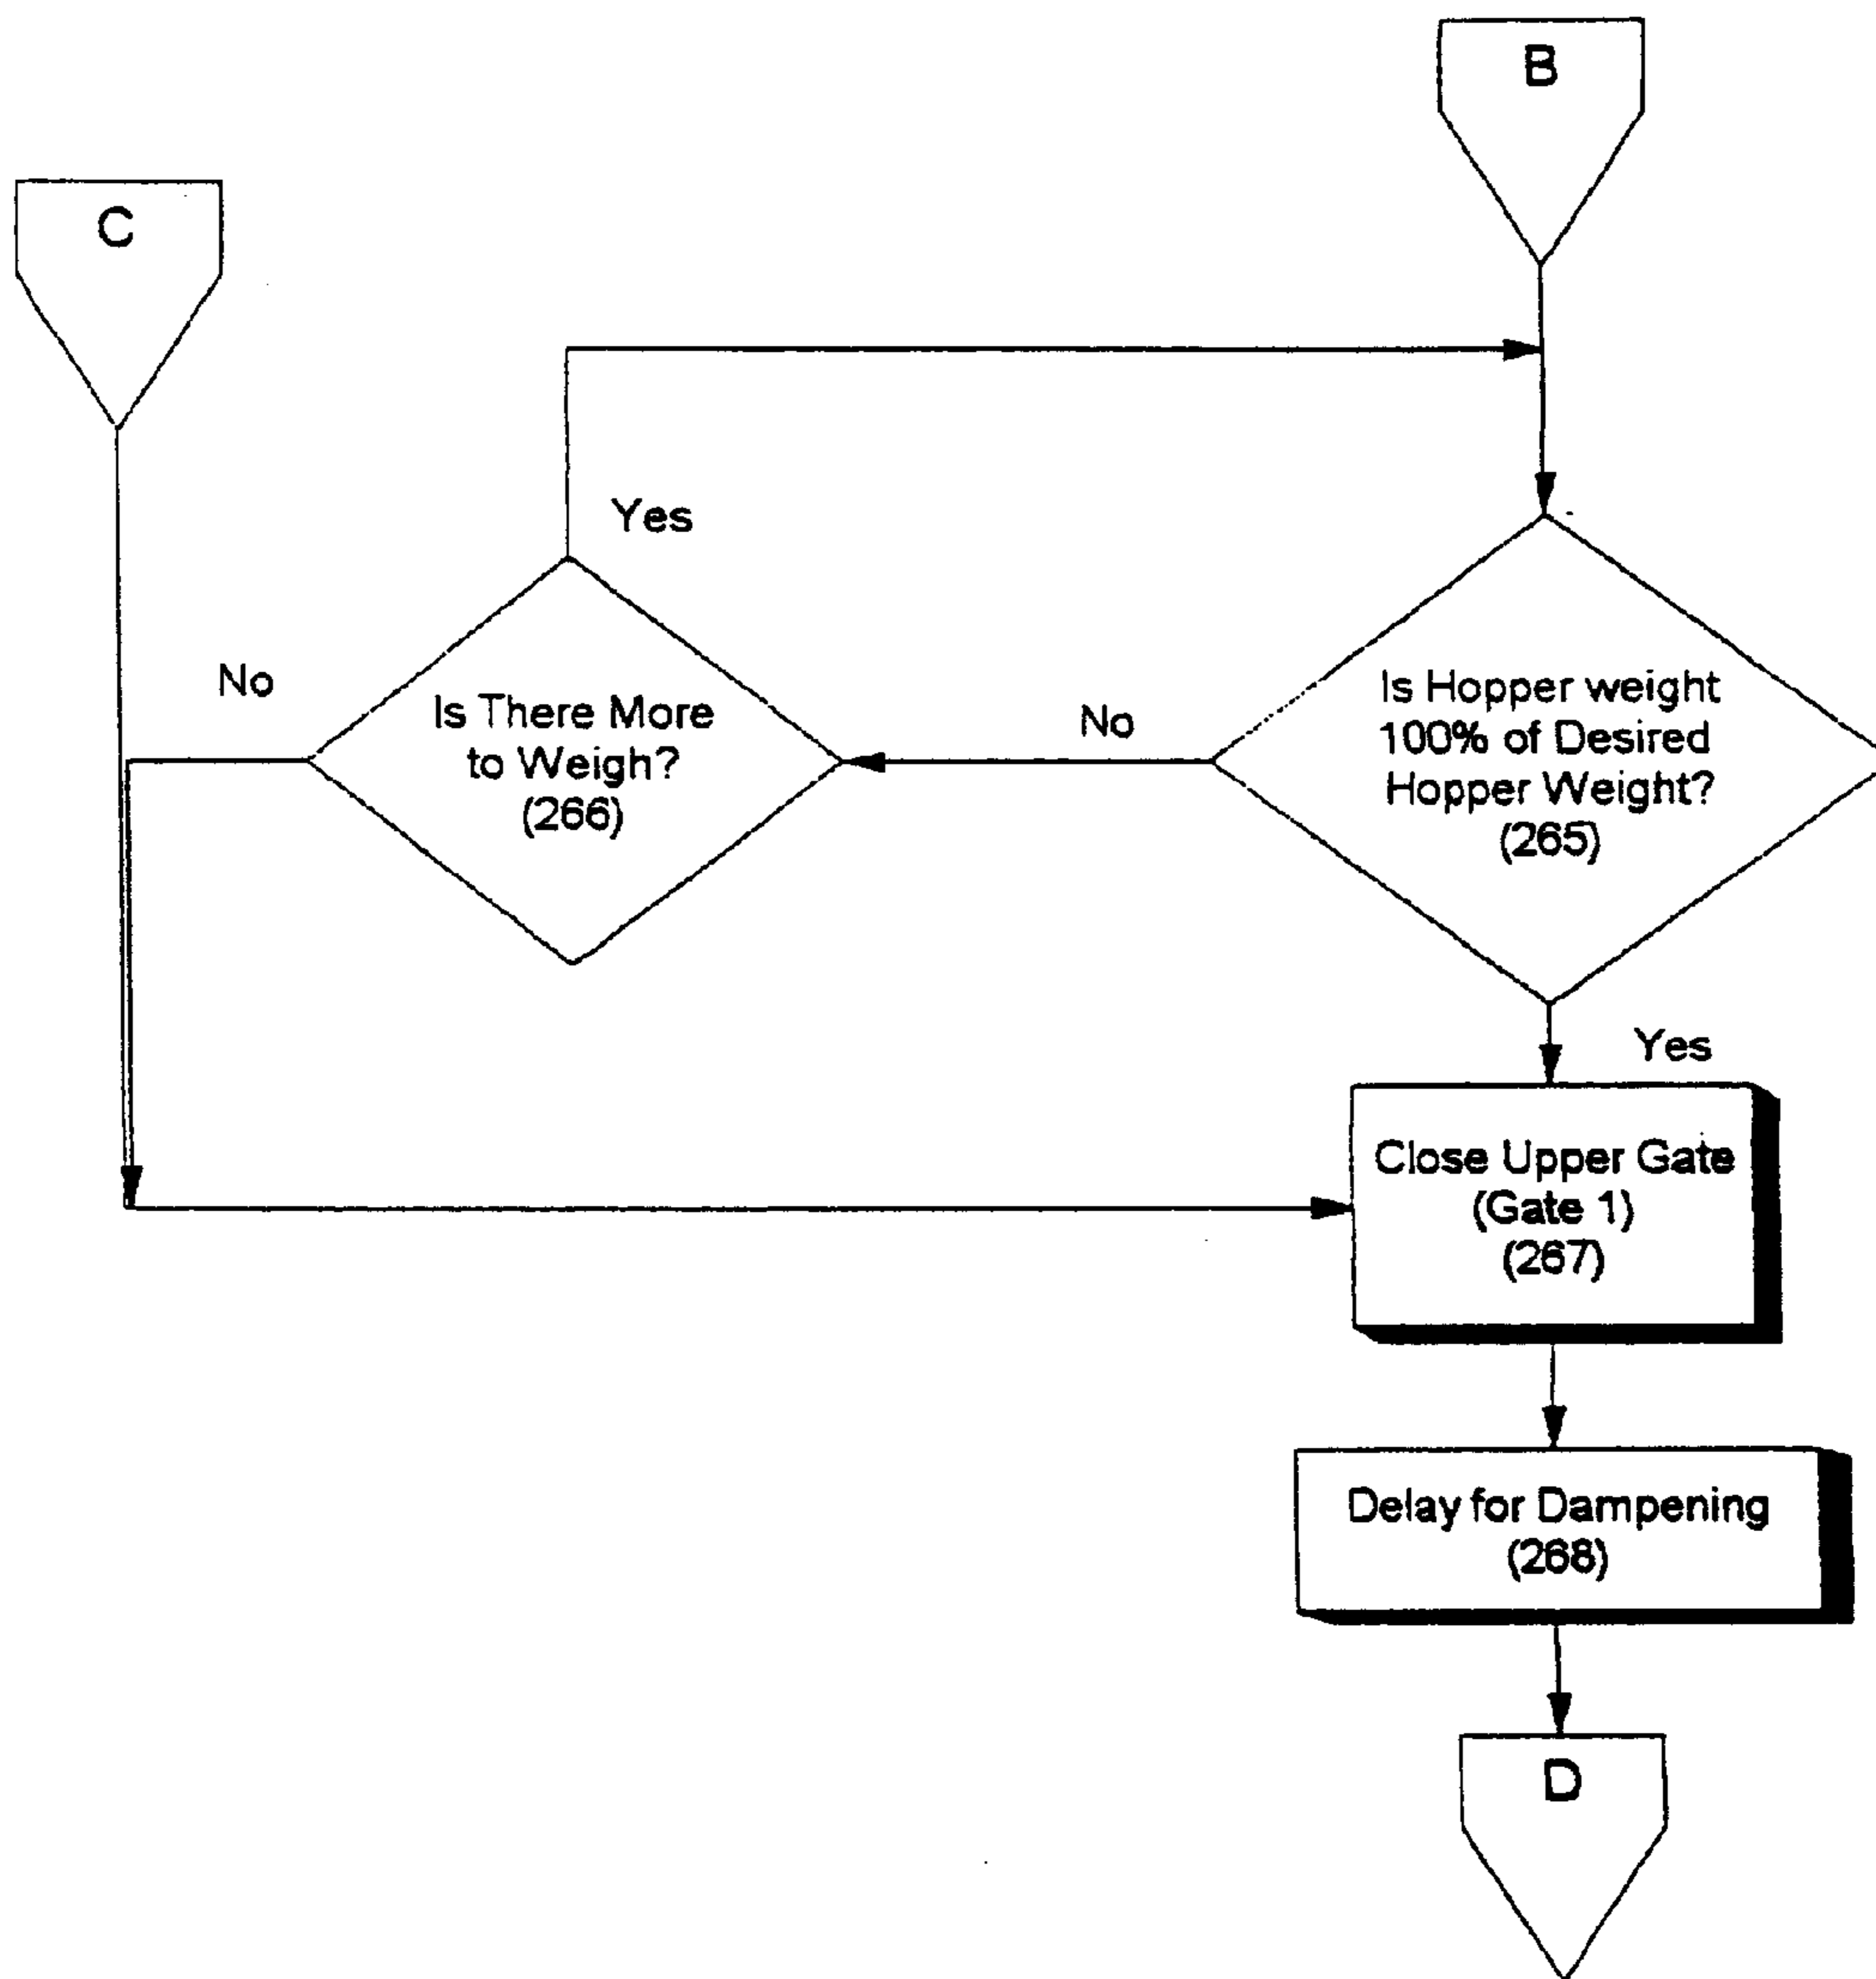 B
C
Yes
No
Is There More
to Weigh?
(266)
No
Is Hopper weight
100% of Desired
Hopper Weight?
(265)
Yes
Close Upper Gate
(Gate 1)
(267)
Delay for Dampening
(268)
D